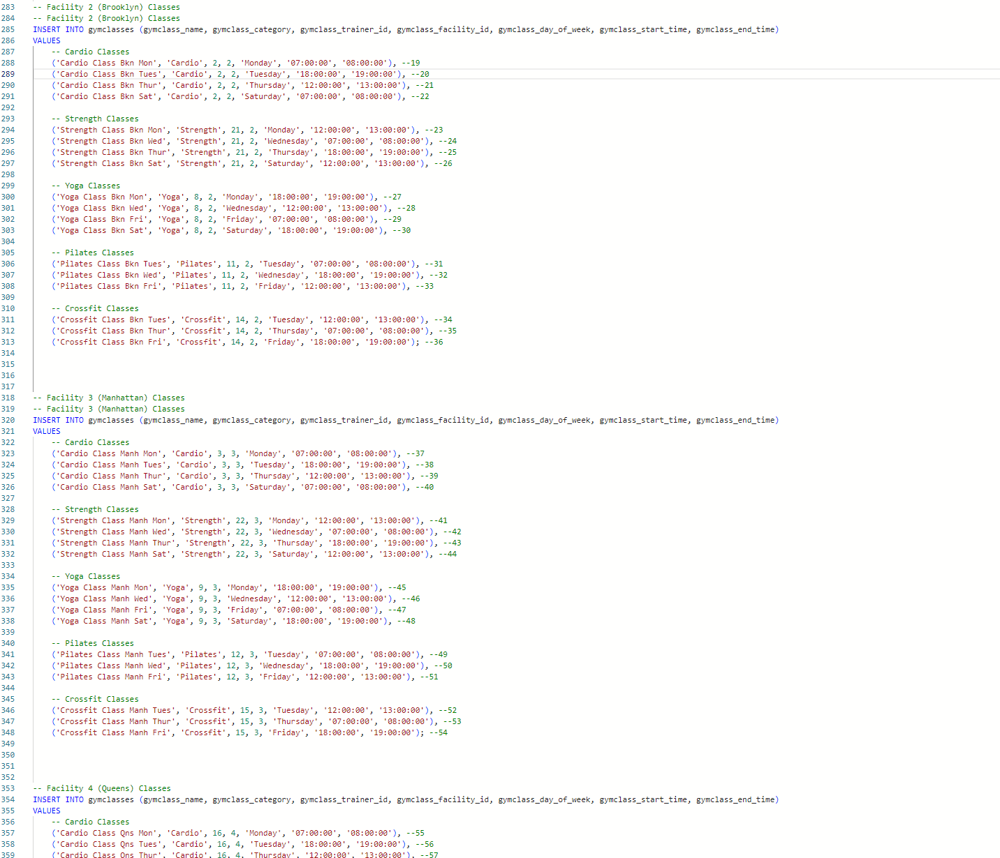 283 -- Facility 2 (Brooklyn) Classes
284 -- Facility 2 (Brooklyn) Classes
285 INSERT INTO gymclasses (gymclass_name, gymclass_category, gymclass_trainer_id, gymclass_facility_id, gymclass_day_of_week, gymclass_start_time, gymclass_end_time)
286 VALUES
287 -- Cardio Classes
288 ('Cardio Class Bkn Mon', 'Cardio', 2, 2, 'Monday', '07:00:00', '08:00:00'), --19
289 ('Cardio Class Bkn Tues', 'Cardio', 2, 2, 'Tuesday', '18:00:00', '19:00:00'), --20
290 ('Cardio Class Bkn Thur', 'Cardio', 2, 2, 'Thursday', '12:00:00', '13:00:00'), --21
291 ('Cardio Class Bkn Sat', 'Cardio', 2, 2, 'Saturday', '07:00:00', '08:00:00'), --22
292
293 -- Strength Classes
294 ('Strength Class Bkn Mon', 'Strength', 21, 2, 'Monday', '12:00:00', '13:00:00'), --23
295 ('Strength Class Bkn Wed', 'Strength', 21, 2, 'Wednesday', '07:00:00', '08:00:00'), --24
296 ('Strength Class Bkn Thur', 'Strength', 21, 2, 'Thursday', '18:00:00', '19:00:00'), --25
297 ('Strength Class Bkn Sat', 'Strength', 21, 2, 'Saturday', '12:00:00', '13:00:00'), --26
298
299 -- Yoga Classes
300 ('Yoga Class Bkn Mon', 'Yoga', 8, 2, 'Monday', '18:00:00', '19:00:00'), --27
301 ('Yoga Class Bkn Wed', 'Yoga', 8, 2, 'Wednesday', '12:00:00', '13:00:00'), --28
302 ('Yoga Class Bkn Fri', 'Yoga', 8, 2, 'Friday', '07:00:00', '08:00:00'), --29
303 ('Yoga Class Bkn Sat', 'Yoga', 8, 2, 'Saturday', '18:00:00', '19:00:00'), --30
304
305 -- Pilates Classes
306 ('Pilates Class Bkn Tues', 'Pilates', 11, 2, 'Tuesday', '07:00:00', '08:00:00'), --31
307 ('Pilates Class Bkn Wed', 'Pilates', 11, 2, 'Wednesday', '18:00:00', '19:00:00'), --32
308 ('Pilates Class Bkn Fri', 'Pilates', 11, 2, 'Friday', '12:00:00', '13:00:00'), --33
309
310 -- Crossfit Classes
311 ('Crossfit Class Bkn Tues', 'Crossfit', 14, 2, 'Tuesday', '12:00:00', '13:00:00'), --34
312 ('Crossfit Class Bkn Thur', 'Crossfit', 14, 2, 'Thursday', '07:00:00', '08:00:00'), --35
313 ('Crossfit Class Bkn Fri', 'Crossfit', 14, 2, 'Friday', '18:00:00', '19:00:00'); --36
314
315
316
317
318 -- Facility 3 (Manhattan) Classes
319 -- Facility 3 (Manhattan) Classes
320 INSERT INTO gymclasses (gymclass_name, gymclass_category, gymclass_trainer_id, gymclass_facility_id, gymclass_day_of_week, gymclass_start_time, gymclass_end_time)
321 VALUES
322 -- Cardio Classes
323 ('Cardio Class Manh Mon', 'Cardio', 3, 3, 'Monday', '07:00:00', '08:00:00'), --37
324 ('Cardio Class Manh Tues', 'Cardio', 3, 3, 'Tuesday', '18:00:00', '19:00:00'), --38
325 ('Cardio Class Manh Thur', 'Cardio', 3, 3, 'Thursday', '12:00:00', '13:00:00'), --39
326 ('Cardio Class Manh Sat', 'Cardio', 3, 3, 'Saturday', '07:00:00', '08:00:00'), --40
327
328 -- Strength Classes
329 ('Strength Class Manh Mon', 'Strength', 22, 3, 'Monday', '12:00:00', '13:00:00'), --41
330 ('Strength Class Manh Wed', 'Strength', 22, 3, 'Wednesday', '07:00:00', '08:00:00'), --42
331 ('Strength Class Manh Thur', 'Strength', 22, 3, 'Thursday', '18:00:00', '19:00:00'), --43
332 ('Strength Class Manh Sat', 'Strength', 22, 3, 'Saturday', '12:00:00', '13:00:00'), --44
333
334 -- Yoga Classes
335 ('Yoga Class Manh Mon', 'Yoga', 9, 3, 'Monday', '18:00:00', '19:00:00'), --45
336 ('Yoga Class Manh Wed', 'Yoga', 9, 3, 'Wednesday', '12:00:00', '13:00:00'), --46
337 ('Yoga Class Manh Fri', 'Yoga', 9, 3, 'Friday', '07:00:00', '08:00:00'), --47
338 ('Yoga Class Manh Sat', 'Yoga', 9, 3, 'Saturday', '18:00:00', '19:00:00'), --48
339
340 -- Pilates Classes
341 ('Pilates Class Manh Tues', 'Pilates', 12, 3, 'Tuesday', '07:00:00', '08:00:00'), --49
342 ('Pilates Class Manh Wed', 'Pilates', 12, 3, 'Wednesday', '18:00:00', '19:00:00'), --50
343 ('Pilates Class Manh Fri', 'Pilates', 12, 3, 'Friday', '12:00:00', '13:00:00'), --51
344
345 -- Crossfit Classes
346 ('Crossfit Class Manh Tues', 'Crossfit', 15, 3, 'Tuesday', '12:00:00', '13:00:00'), --52
347 ('Crossfit Class Manh Thur', 'Crossfit', 15, 3, 'Thursday', '07:00:00', '08:00:00'), --53
348 ('Crossfit Class Manh Fri', 'Crossfit', 15, 3, 'Friday', '18:00:00', '19:00:00'); --54
349
350
351
352
353 -- Facility 4 (Queens) Classes
354 INSERT INTO gymclasses (gymclass_name, gymclass_category, gymclass_trainer_id, gymclass_facility_id, gymclass_day_of_week, gymclass_start_time, gymclass_end_time)
355 VALUES
356 -- Cardio Classes
357 ('Cardio Class Qns Mon', 'Cardio', 16, 4, 'Monday', '07:00:00', '08:00:00'), --55
358 ('Cardio Class Qns Tues', 'Cardio', 16, 4, 'Tuesday', '18:00:00', '19:00:00'), --56
359 ('Cardio Class Qns Thur', 'Cardio', 16, 4, 'Thursday', '12:00:00', '13:00:00'), --57